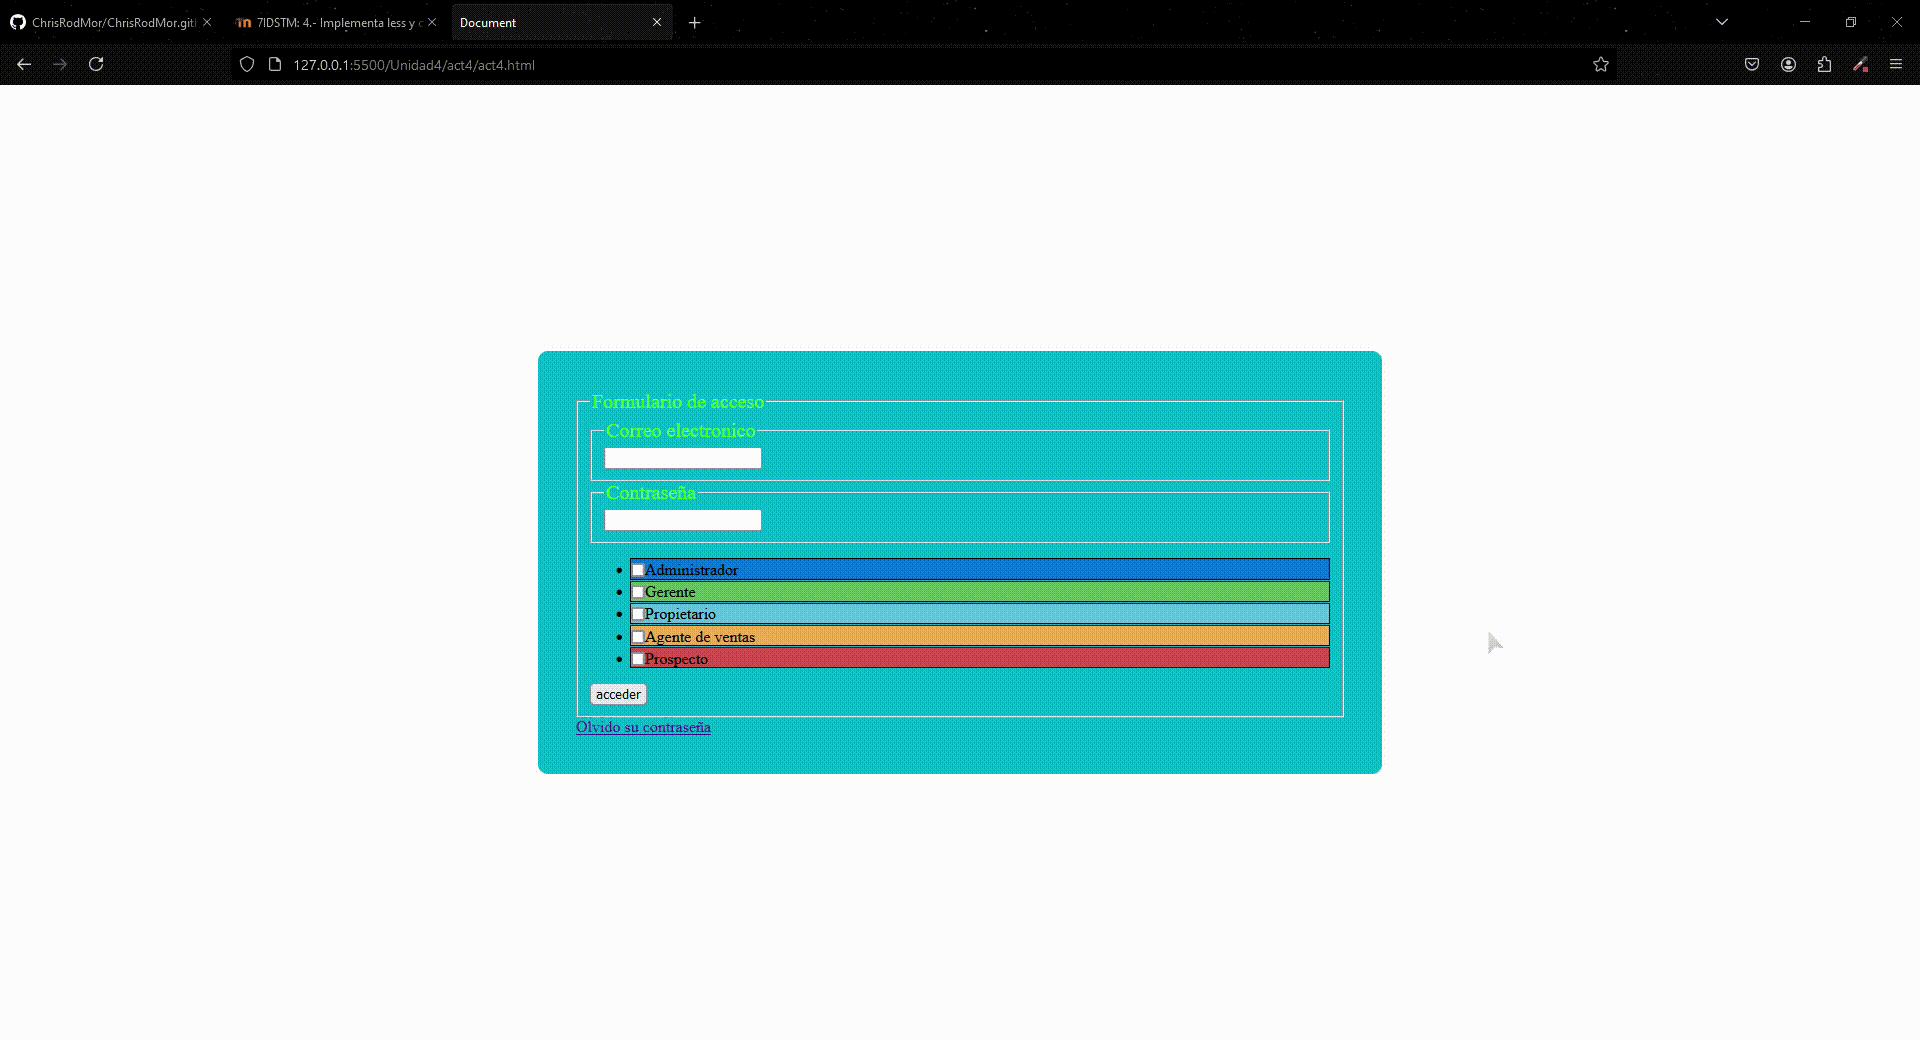 ChrisRodMor/ChrisRodMor.git
7IDSTM: 4.- Implementa less y c
Document
127.0.0.1:5500/Unidad4/act4/act4.html
Formulario de acceso
Correo electronico
Contraseña
Administrador
Gerente
Propietario
Agente de ventas
Prospecto
acceder
Olvido su contraseña